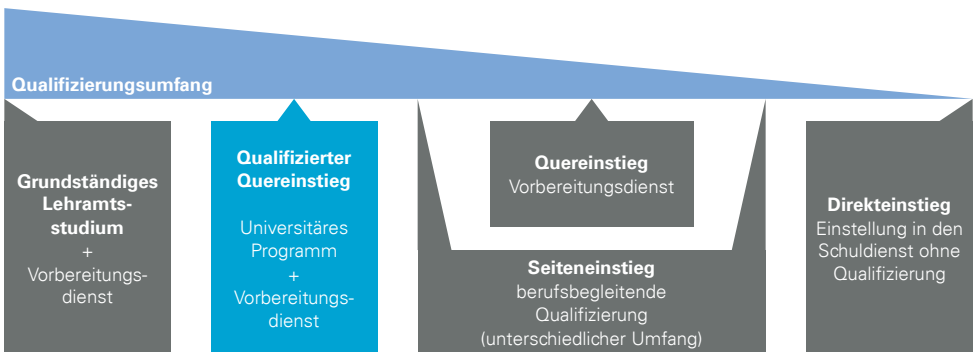 Qualifizierungsumfang
Grundständiges
Lehramts-
studium
+
Vorbereitungs-
dienst
Qualifizierter
Quereinstieg
Universitäres
Programm
+
Vorbereitungs-
dienst
Quereinstieg
Vorbereitungsdienst
Seiteneinstieg
berufsbegleitende
Qualifizierung
(unterschiedlicher Umfang)
Direkteinstieg
Einstellung in den
Schuldienst ohne
Qualifizierung